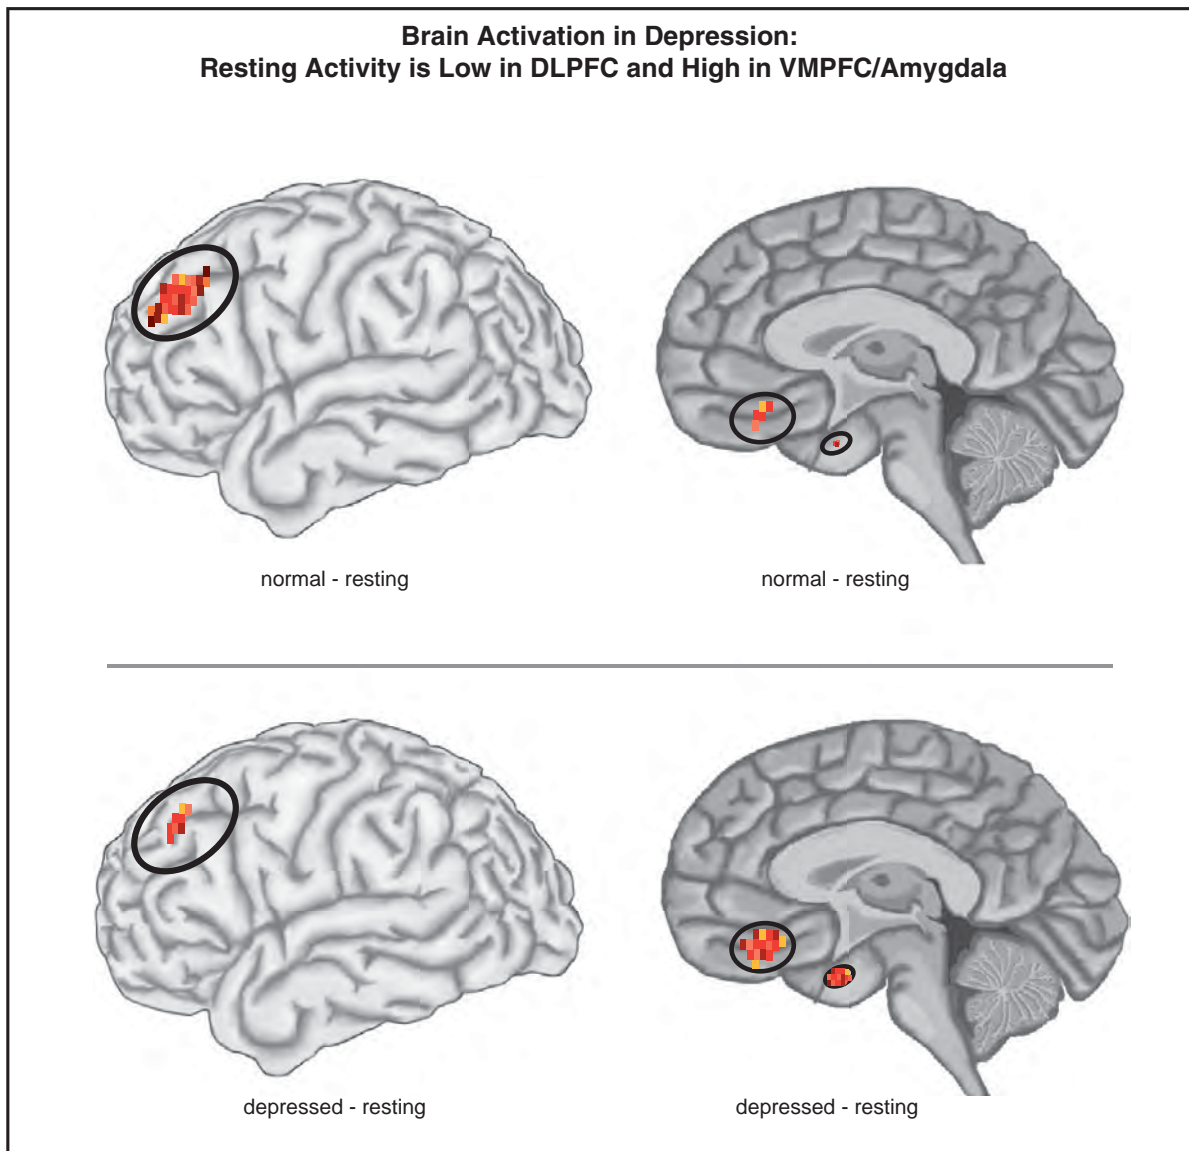 Brain Activation in Depression:
Resting Activity is Low in DLPFC and High in VMPFC/Amygdala
normal - resting
normal - resting
depressed - resting
depressed - resting